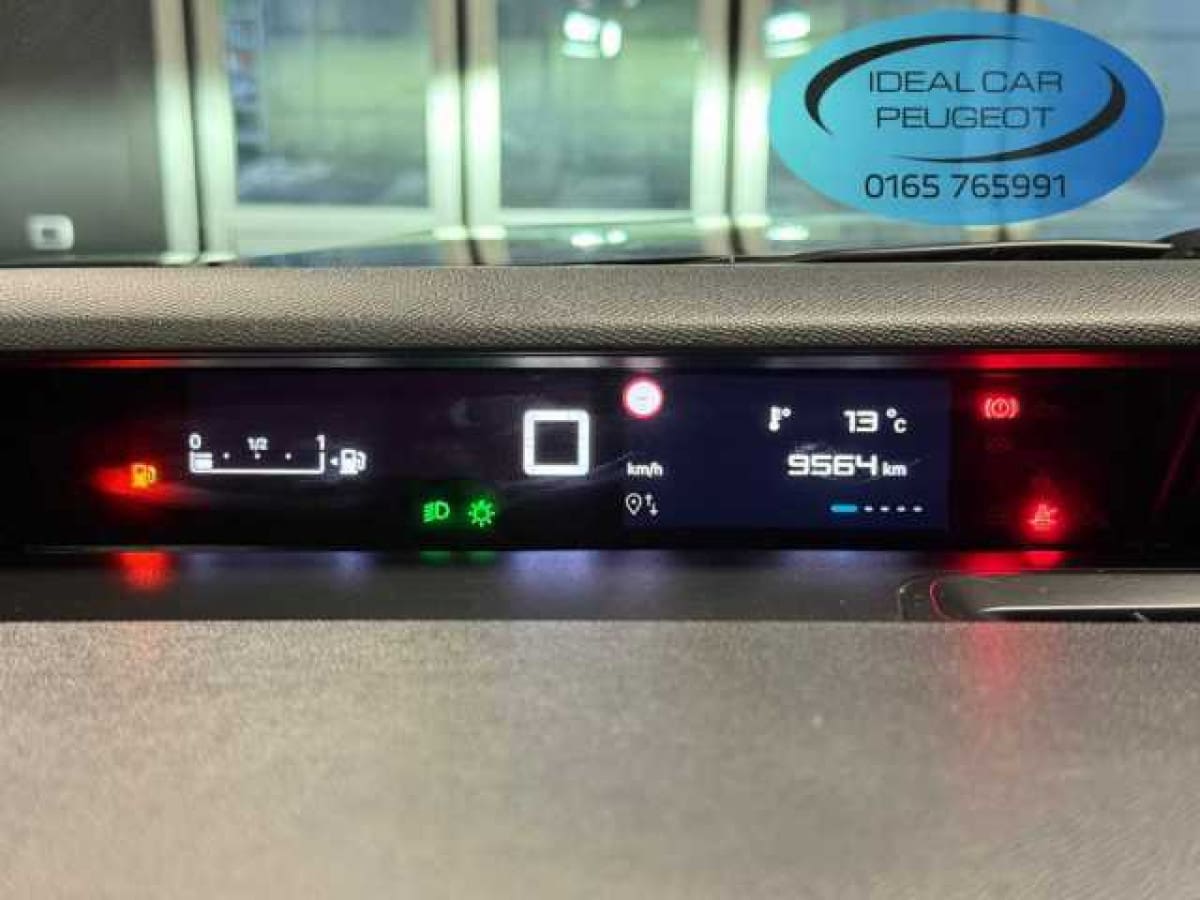 IDEAL CAR
PEUGEOT
0165 765991
0 1/2 1
13 °C
km/h
9564 km